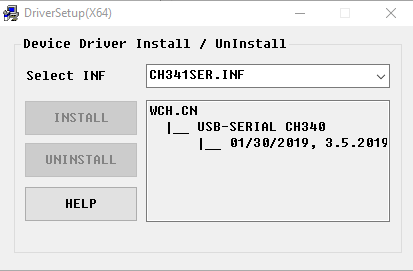 DriverSetup(X64)
Device Driver Install / UnInstall
Select INF
CH341SER.INF
INSTALL
UNINSTALL
HELP
WCH.CN
|__ USB-SERIAL CH340
|__ 01/30/2019, 3.5.2019